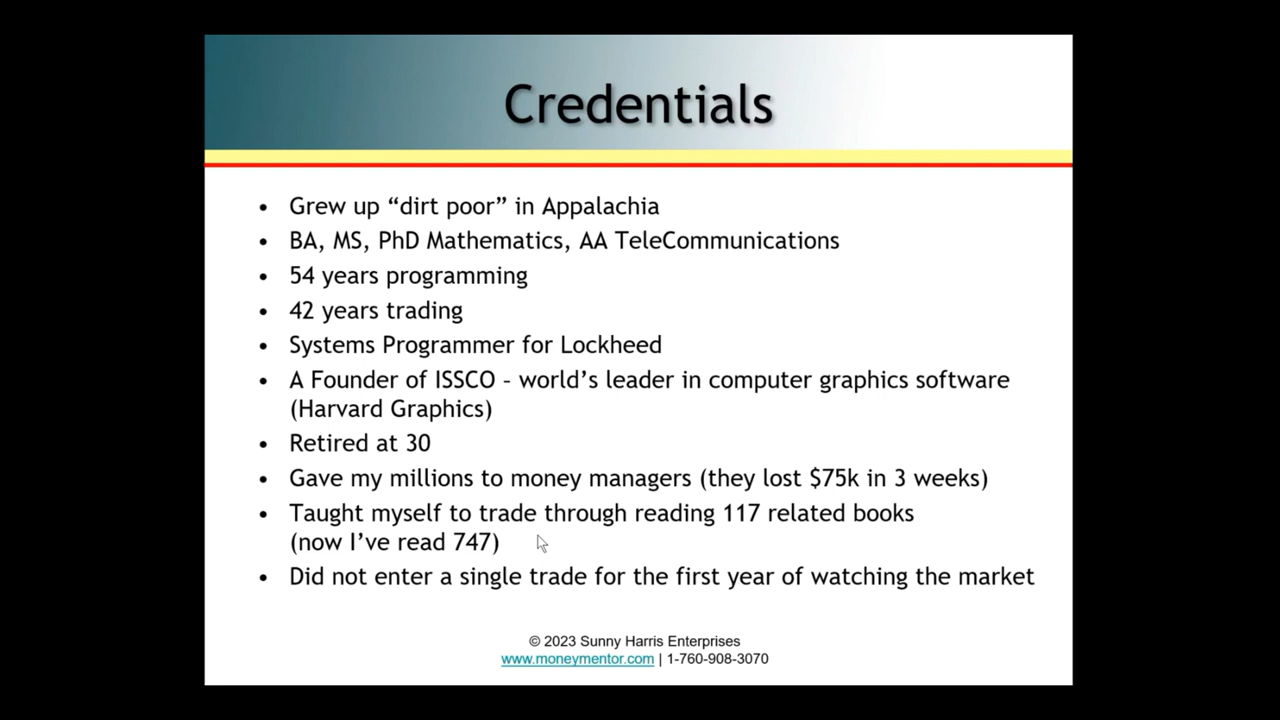 Credentials
• Grew up “dirt poor” in Appalachia
• BA, MS, PhD Mathematics, AA TeleCommunications
• 54 years programming
• 42 years trading
• Systems Programmer for Lockheed
• A Founder of ISSCO – world’s leader in computer graphics software
(Harvard Graphics)
• Retired at 30
• Gave my millions to money managers (they lost $75k in 3 weeks)
• Taught myself to trade through reading 117 related books
(now I’ve read 747)
• Did not enter a single trade for the first year of watching the market
© 2023 Sunny Harris Enterprises
www.moneymentor.com | 1-760-908-3070